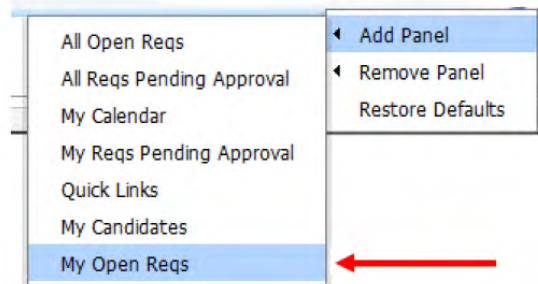 All Open Reqs
All Reqs Pending Approval
My Calendar
My Reqs Pending Approval
Quick Links
My Candidates
My Open Reqs
Add Panel
Remove Panel
Restore Defaults